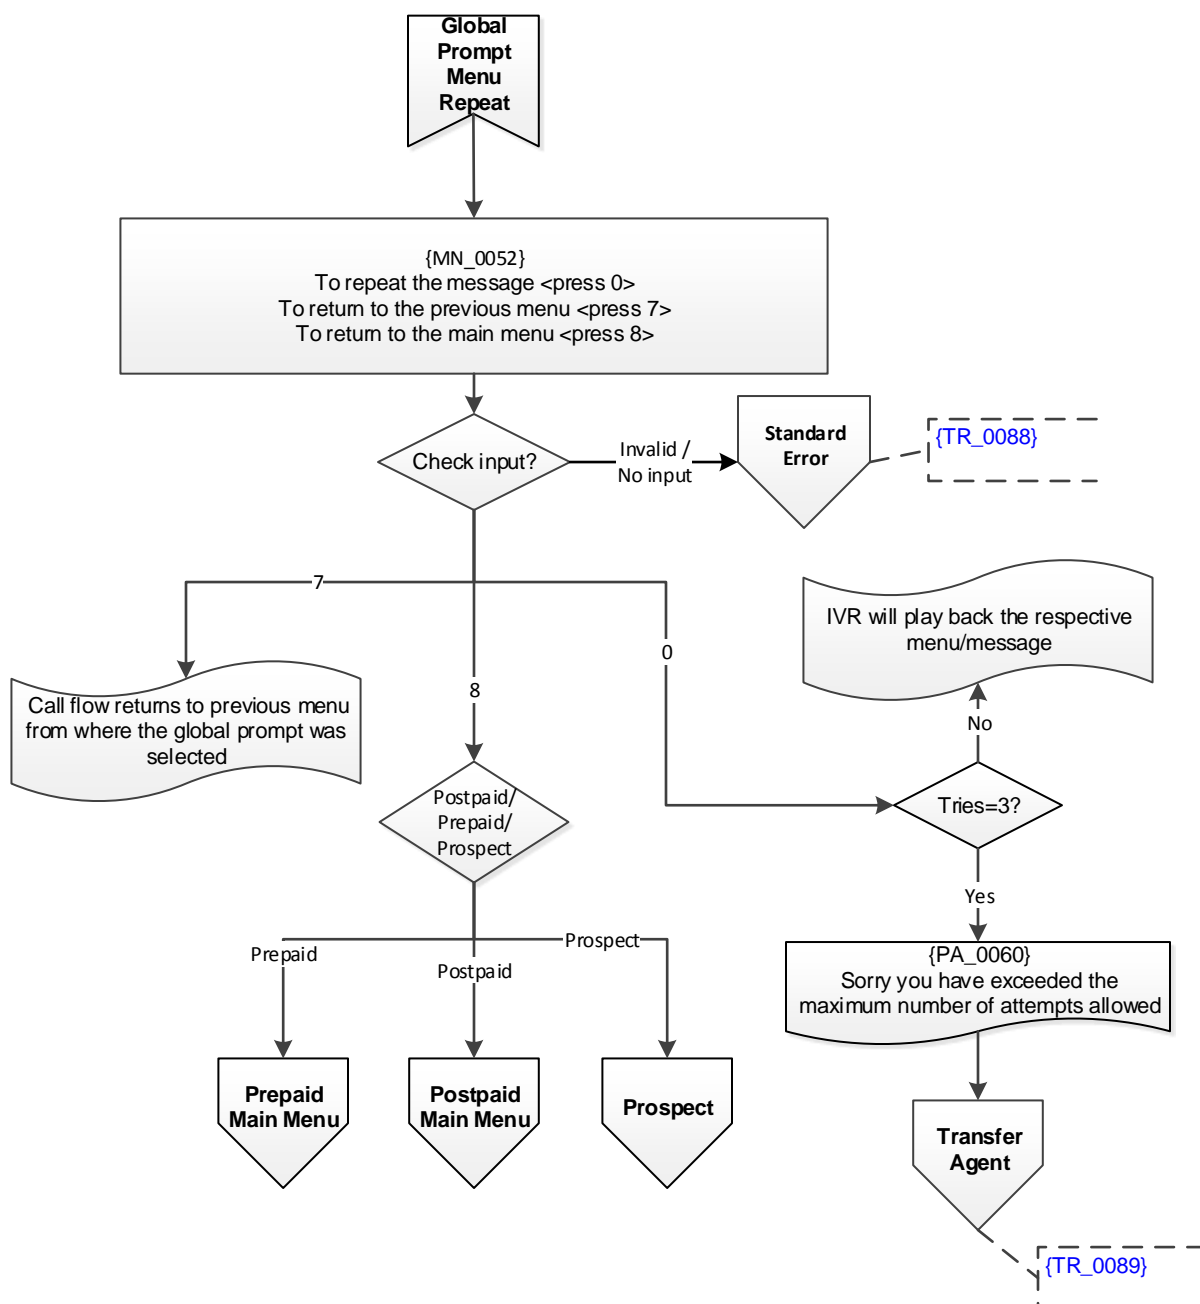 Global
Prompt
Menu
Repeat
{MN_0052}
To repeat the message <press 0>
To return to the previous menu <press 7>
To return to the main menu <press 8>
Check input?
Invalid /
No input
Standard
Error
{TR_0088}
7
8
0
IVR will play back the respective
menu/message
Call flow returns to previous menu
from where the global prompt was
selected
No
Tries=3?
Postpaid/
Prepaid/
Prospect
Yes
Prepaid
Postpaid
Prospect
{PA_0060}
Sorry you have exceeded the
maximum number of attempts allowed
Prepaid
Main Menu
Postpaid
Main Menu
Prospect
Transfer
Agent
{TR_0089}